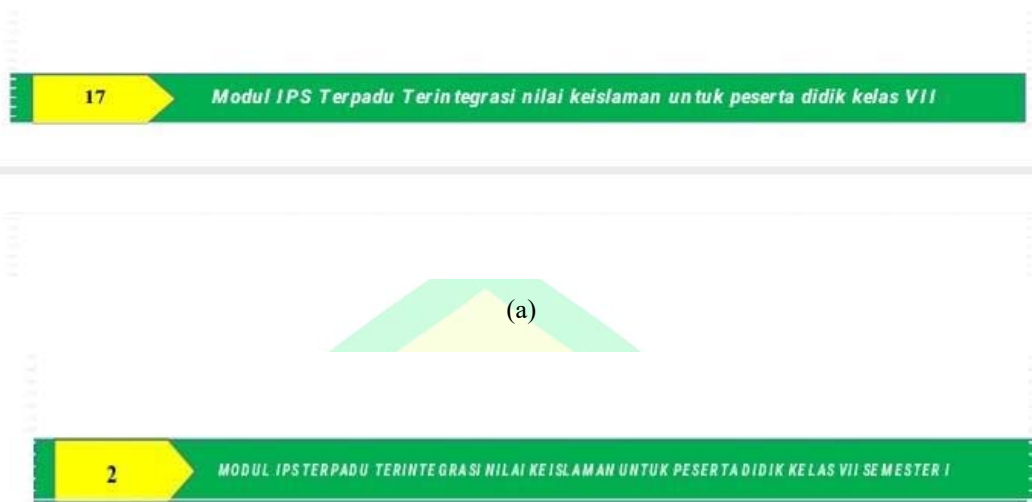 17 Modul IPS Terpadu Terintegrasi nilai keislaman untuk peserta didik kelas VII
(a)
2 MODUL IPS TERPADU TERINTEGRASI NILAI KEISLAMAN UNTUK PESERTA DIDIK KELAS VII SEMESTER I